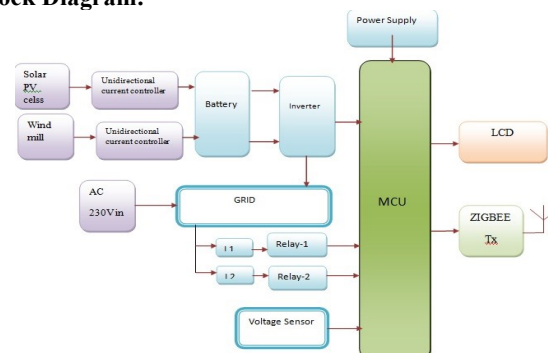 ock Diagram:
Power Supply
Solar
PV
celss
Unidirectional
current controller
Battery
Inverter
Wind
mill
Unidirectional
current controller
LCD
AC
230Vin
GRID
MCU
ZIGBEE
Tx
L1
Relay-1
L2
Relay-2
Voltage Sensor